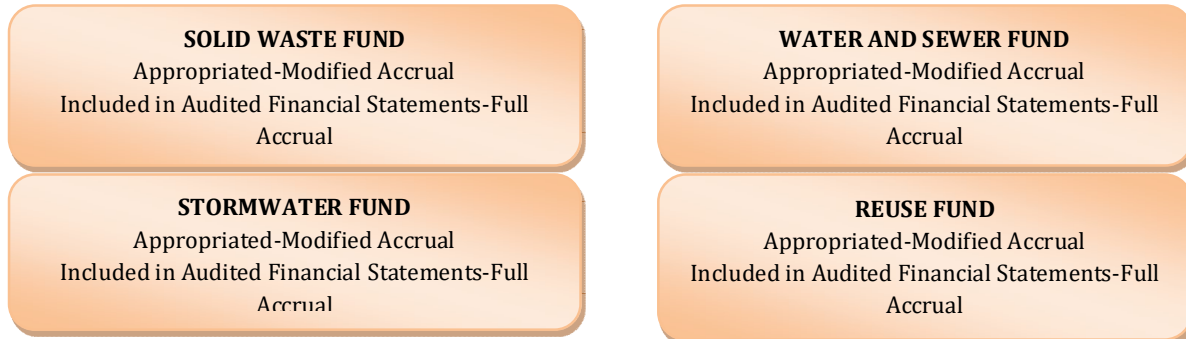 SOLID WASTE FUND
Appropriated-Modified Accrual
Included in Audited Financial Statements-Full
Accrual
WATER AND SEWER FUND
Appropriated-Modified Accrual
Included in Audited Financial Statements-Full
Accrual
STORMWATER FUND
Appropriated-Modified Accrual
Included in Audited Financial Statements-Full
Accrual
REUSE FUND
Appropriated-Modified Accrual
Included in Audited Financial Statements-Full
Accrual